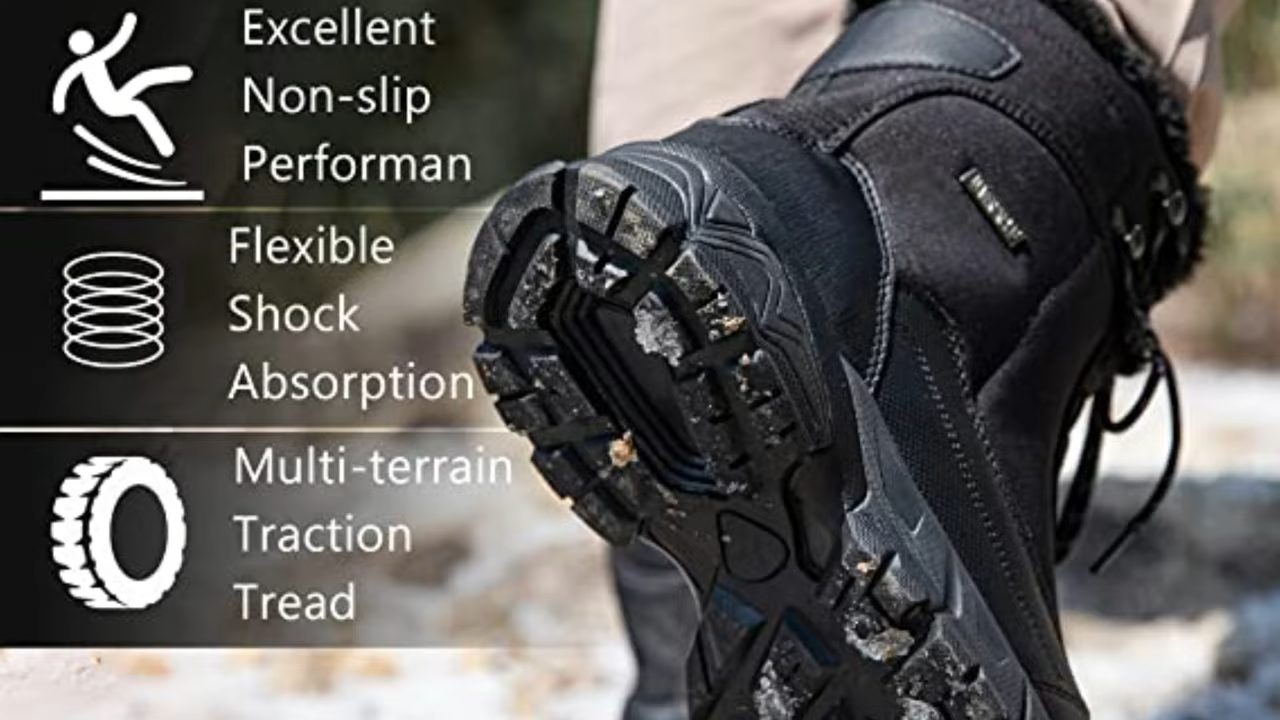 Excellent
Non-slip
Performan
Flexible
Shock
Absorption
Multi-terrain
Traction
Tread